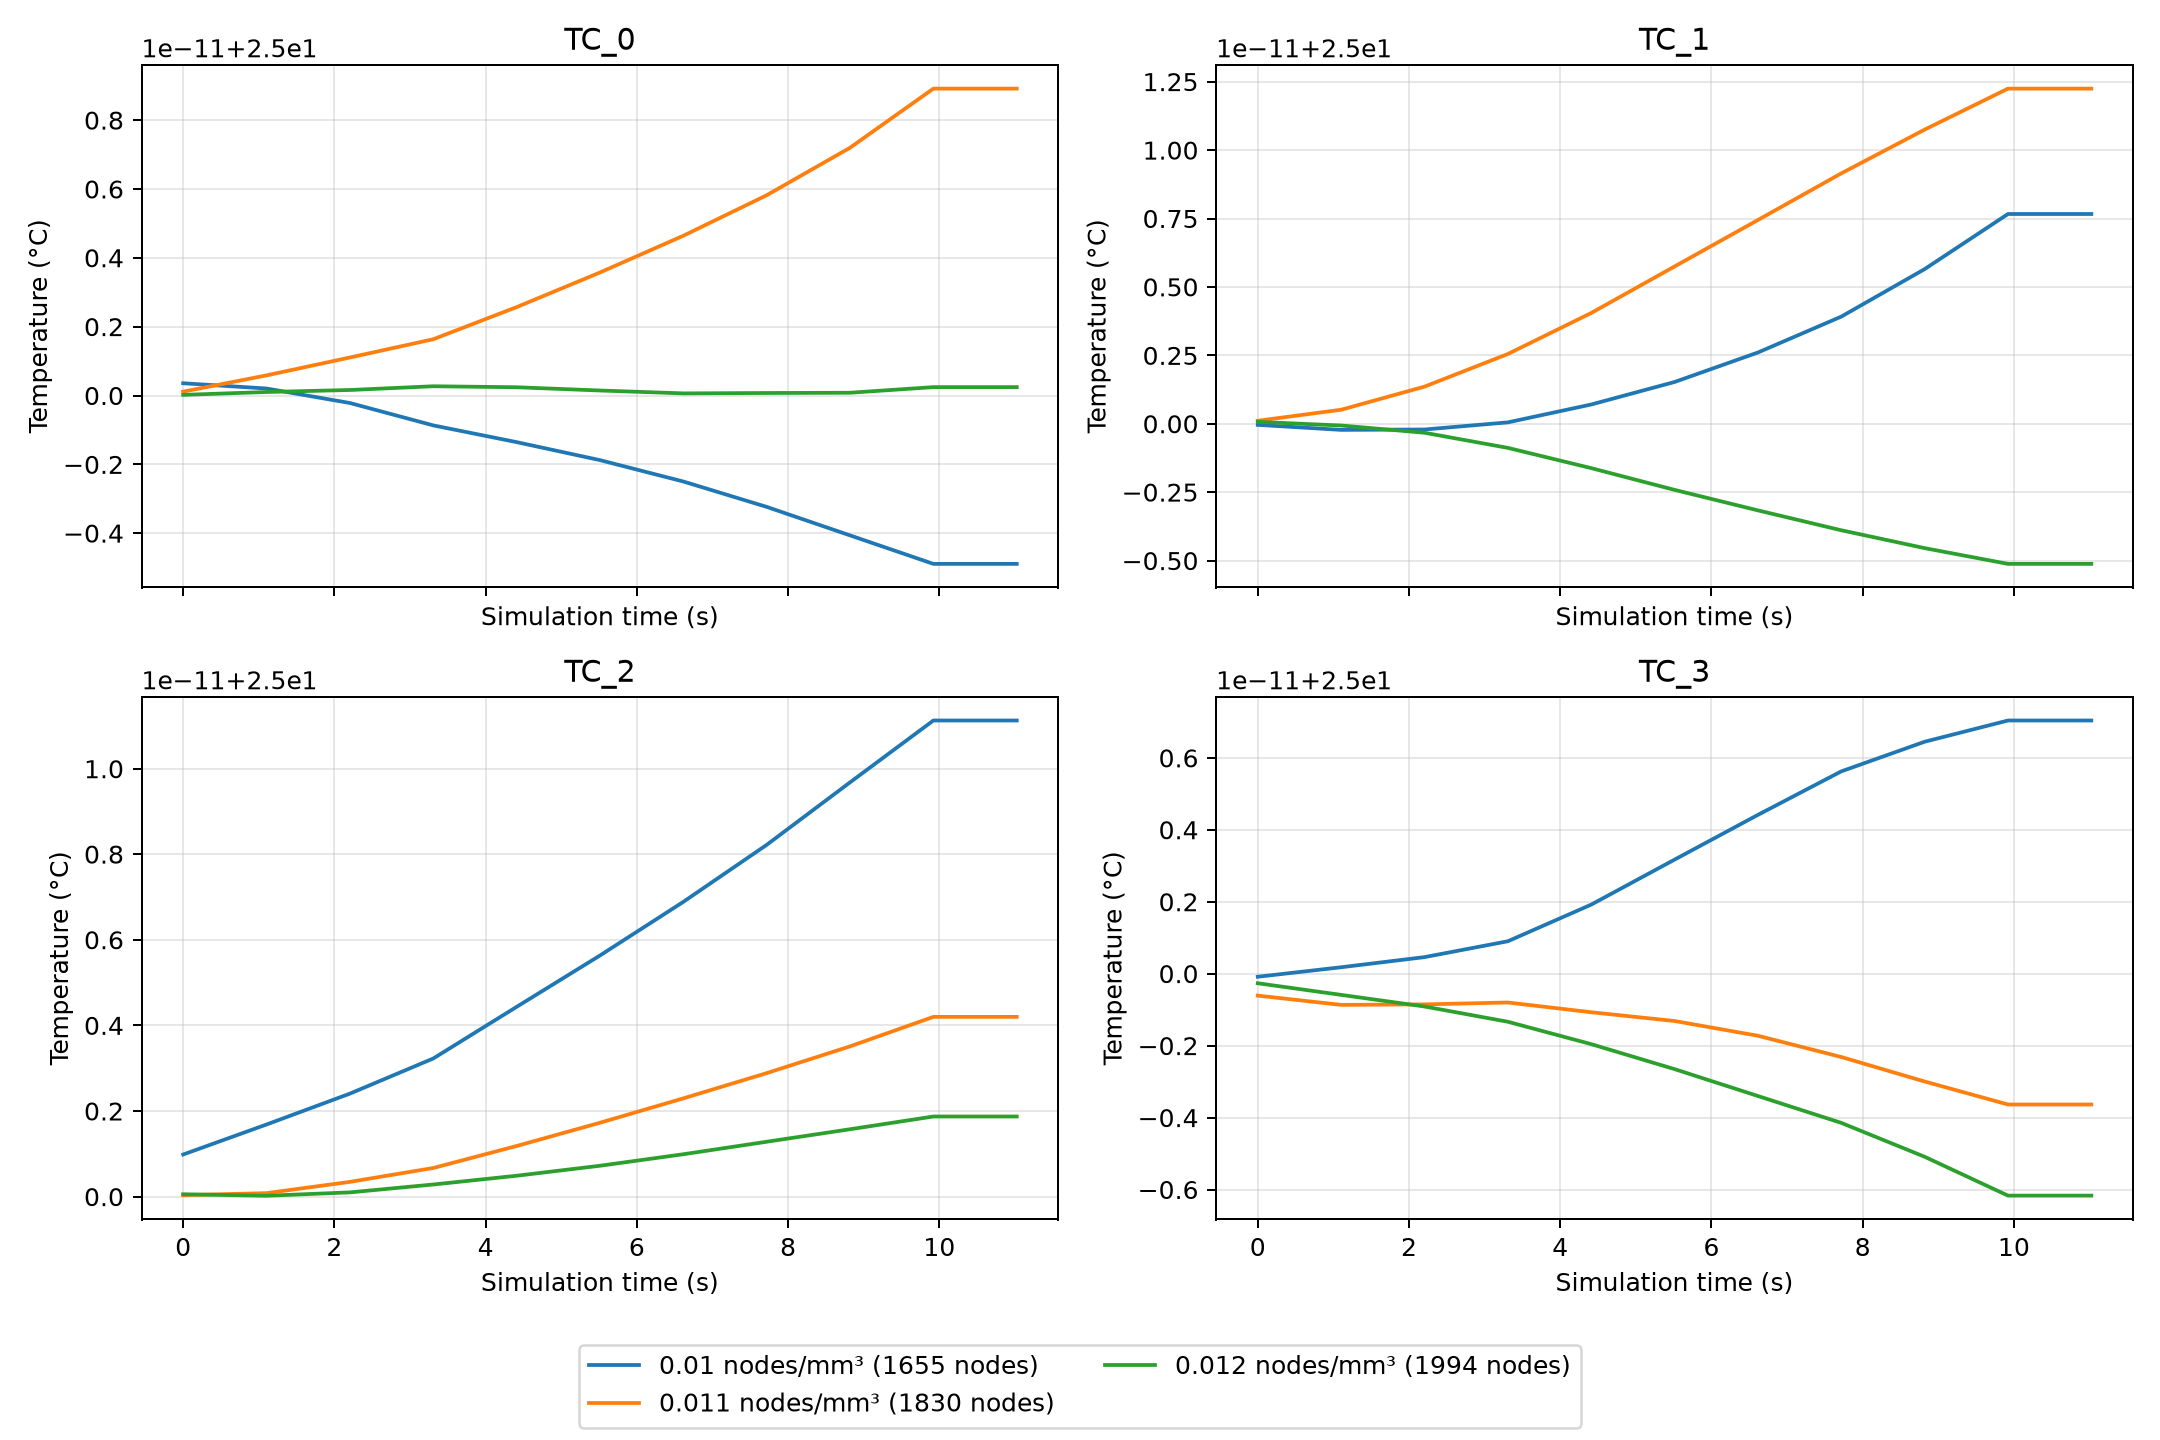 TC_0
1e−11+2.5e1
0.8
0.6
0.4
0.2
0.0
−0.2
−0.4
Temperature (°C)
Simulation time (s)
TC_1
1e−11+2.5e1
1.25
1.00
0.75
0.50
0.25
0.00
−0.25
−0.50
Temperature (°C)
Simulation time (s)
TC_2
1e−11+2.5e1
1.0
0.8
0.6
0.4
0.2
0.0
Temperature (°C)
0 2 4 6 8 10
Simulation time (s)
TC_3
1e−11+2.5e1
0.6
0.4
0.2
0.0
−0.2
−0.4
−0.6
Temperature (°C)
0 2 4 6 8 10
Simulation time (s)
0.01 nodes/mm³ (1655 nodes)
0.011 nodes/mm³ (1830 nodes)
0.012 nodes/mm³ (1994 nodes)